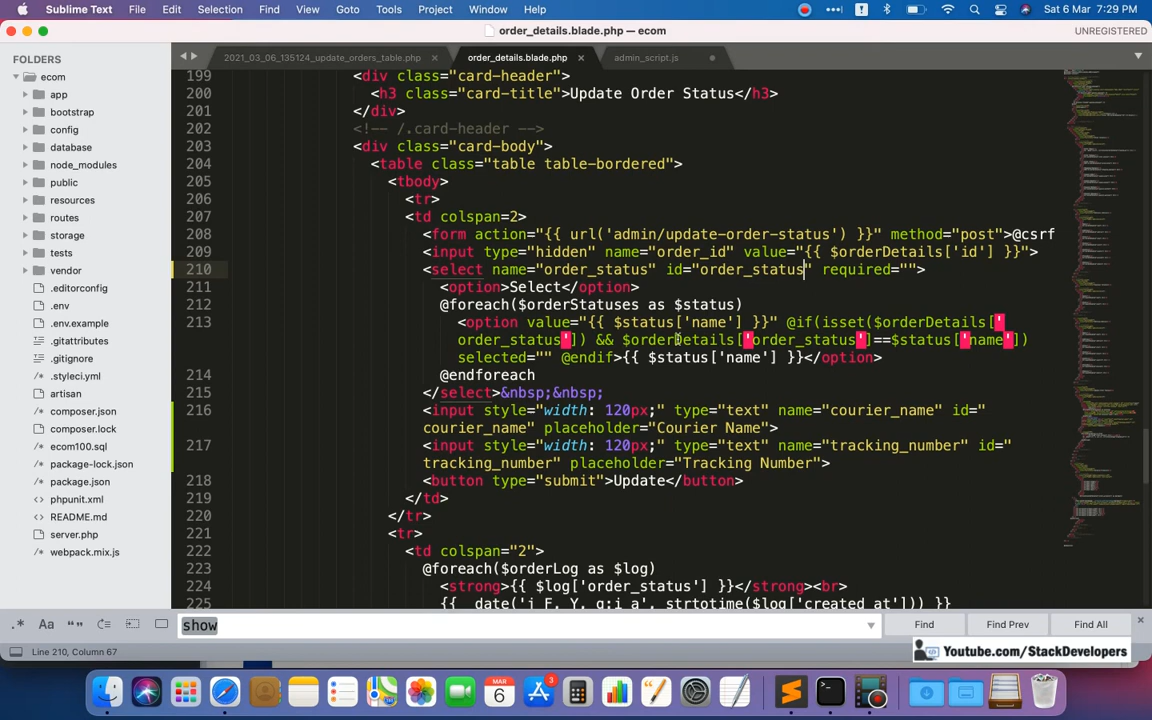 Sublime Text File Edit Selection Find View Goto Tools Project Window Help Sat 6 Mar 7:29 PM
order_details.blade.php — ecom UNREGISTERED
FOLDERS
ecom
app
bootstrap
config
database
node_modules
public
resources
routes
storage
tests
vendor
.editorconfig
.env
.env.example
.gitattributes
.gitignore
.styleci.yml
artisan
composer.json
composer.lock
ecom100.sql
package-lock.json
package.json
phpunit.xml
README.md
server.php
webpack.mix.js
2021_03_06_135124_update_orders_table.php order_details.blade.php admin_script.js
199 <div class="card-header">
200 <h3 class="card-title">Update Order Status</h3>
201 </div>
202 <!-- /.card-header -->
203 <div class="card-body">
204 <table class="table table-bordered">
205 <tbody>
206 <tr>
207 <td colspan=2>
208 <form action="{{ url('admin/update-order-status') }}" method="post">@csrf
209 <input type="hidden" name="order_id" value="{{ $orderDetails['id'] }}">
210 <select name="order_status" id="order_status" required="">
211 <option>Select</option>
212 @foreach($orderStatuses as $status)
213 <option value="{{ $status['name'] }}" @if(isset($orderDetails['
order_status']) && $orderDetails['order_status']==$status['name'])
selected="" @endif>{{ $status['name'] }}</option>
214 @endforeach
215 </select>&nbsp;&nbsp;
216 <input style="width: 120px;" type="text" name="courier_name" id="
courier_name" placeholder="Courier Name">
217 <input style="width: 120px;" type="text" name="tracking_number" id="
tracking_number" placeholder="Tracking Number">
218 <button type="submit">Update</button>
219 </td>
220 </tr>
221 <tr>
222 <td colspan="2">
223 @foreach($orderLog as $log)
224 <strong>{{ $log['order_status'] }}</strong><br>
225 {{ date('j F, Y, g:i a', strtotime($log['created_at'])) }}
.* Aa show Find Find Prev Find All
Line 210, Column 67
Youtube.com/StackDevelopers
MAR
6
3